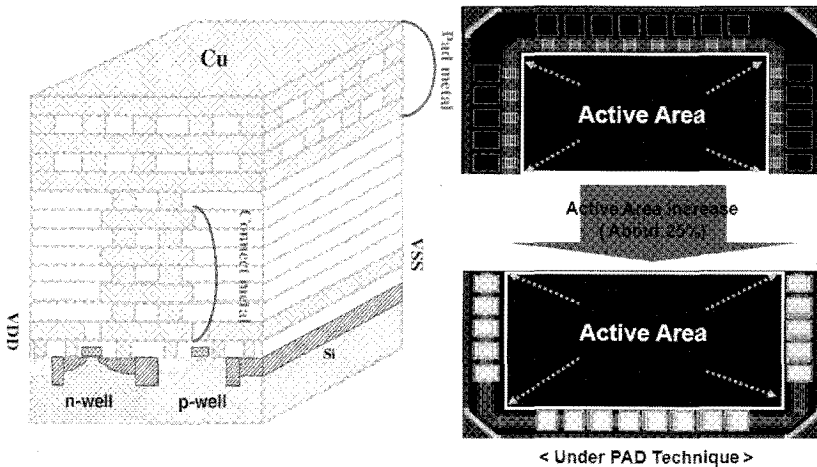 Cu
Pad metal
Connect metal
VDD
VSS
Si
n-well
p-well
Active Area
Active Area increase
( About 25%)
Active Area
< Under PAD Technique >